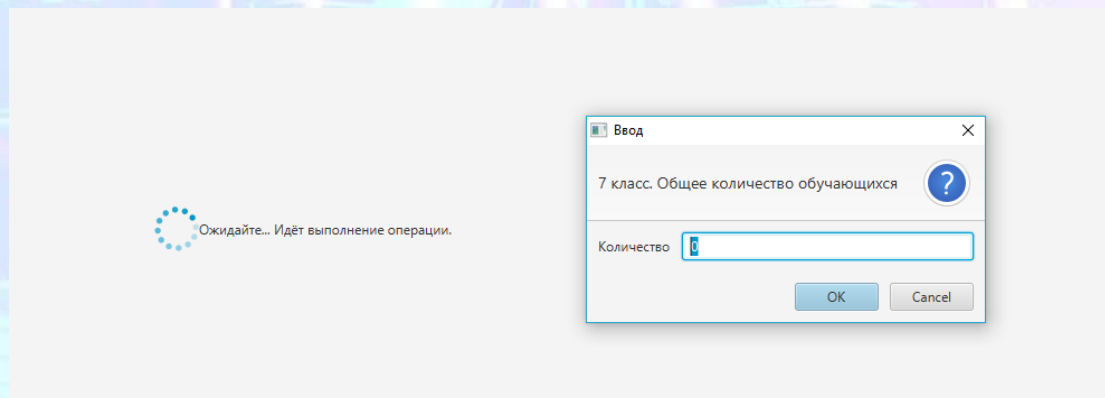 Ввод
7 класс. Общее количество обучающихся
?
Ожидайте... Идёт выполнение операции.
Количество 0
OK Cancel